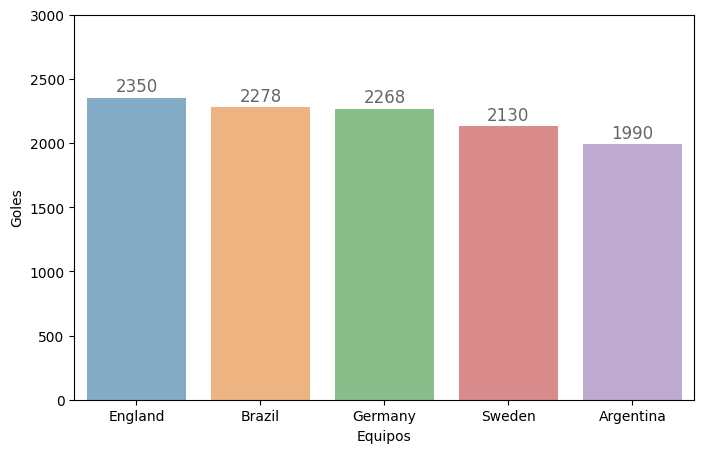 3000
2500
2000
1500
1000
500
0
Goles
2350
2278
2268
2130
1990
England
Brazil
Germany
Sweden
Argentina
Equipos